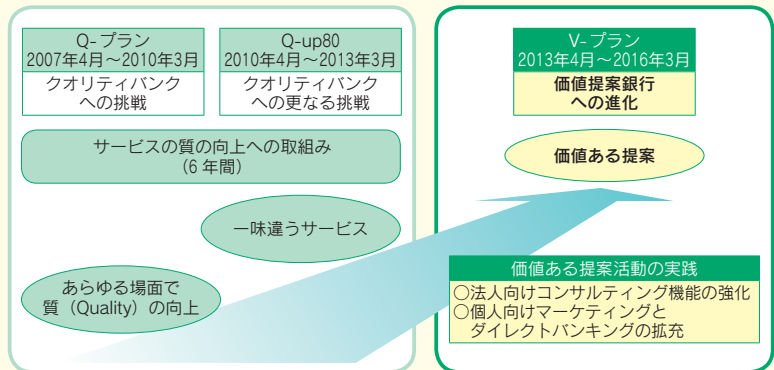 Q-プラン
2007年4月～2010年3月
クオリティバンク
への挑戦
Q-up80
2010年4月～2013年3月
クオリティバンク
への更なる挑戦
サービスの質の向上への取組み
（6年間）
一味違うサービス
あらゆる場面で
質（Quality）の向上
V-プラン
2013年4月～2016年3月
価値提案銀行
への進化
価値ある提案
価値ある提案活動の実践
○法人向けコンサルティング機能の強化
○個人向けマーケティングと
ダイレクトバンキングの拡充